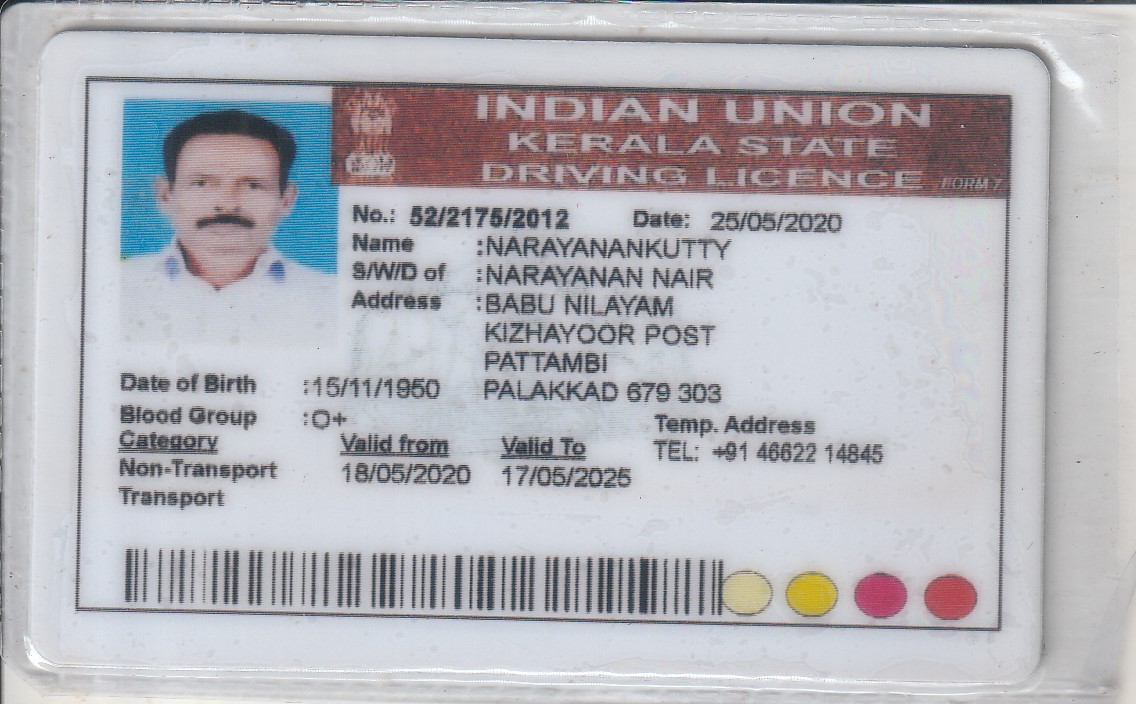 INDIAN UNION
KERALA STATE
DRIVING LICENCE FORM 7
No.: 52/2175/2012 Date: 25/05/2020
Name :NARAYANANKUTTY
S/W/D of :NARAYANAN NAIR
Address :BABU NILAYAM
KIZHAYOOR POST
PATTAMBI
PALAKKAD 679 303
Date of Birth :15/11/1950
Blood Group :O+
Temp. Address
TEL: +91 46622 14845
Category Valid from Valid To
Non-Transport 18/05/2020 17/05/2025
Transport